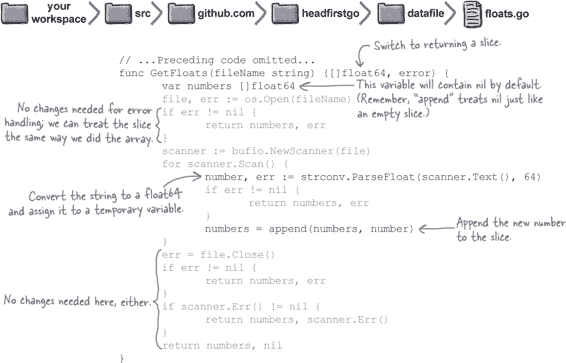 your workspace src github.com headfirstgo datafile floats.go
Switch to returning a slice.
// ...Preceding code omitted...
func GetFloats(fileName string) ([]float64, error) {
var numbers []float64
This variable will contain nil by default.
(Remember, "append" treats nil just like
an empty slice.)
file, err := os.Open(fileName)
No changes needed for error
handling; we can treat the slice
the same way we did the array.
if err != nil {
return numbers, err
}
scanner := bufio.NewScanner(file)
for scanner.Scan() {
number, err := strconv.ParseFloat(scanner.Text(), 64)
Convert the string to a float64
and assign it to a temporary variable.
if err != nil {
return numbers, err
}
numbers = append(numbers, number)
Append the new number
to the slice.
}
No changes needed here, either.
err = file.Close()
if err != nil {
return numbers, err
}
if scanner.Err() != nil {
return numbers, scanner.Err()
}
return numbers, nil
}